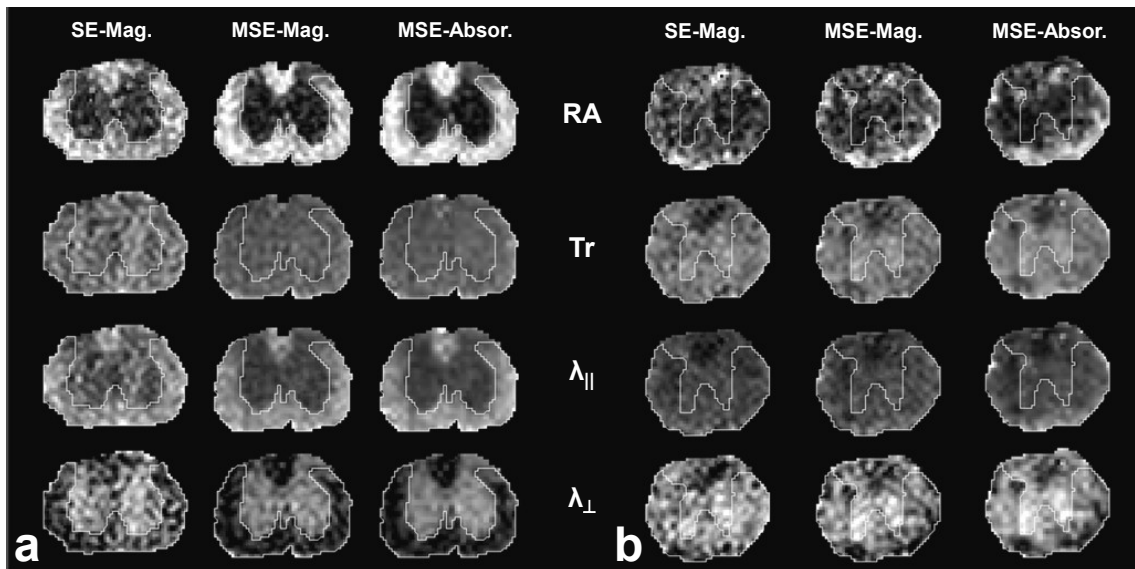 SE-Mag. MSE-Mag. MSE-Absor. SE-Mag. MSE-Mag. MSE-Absor.
RA
Tr
λ||
λ⊥
a b